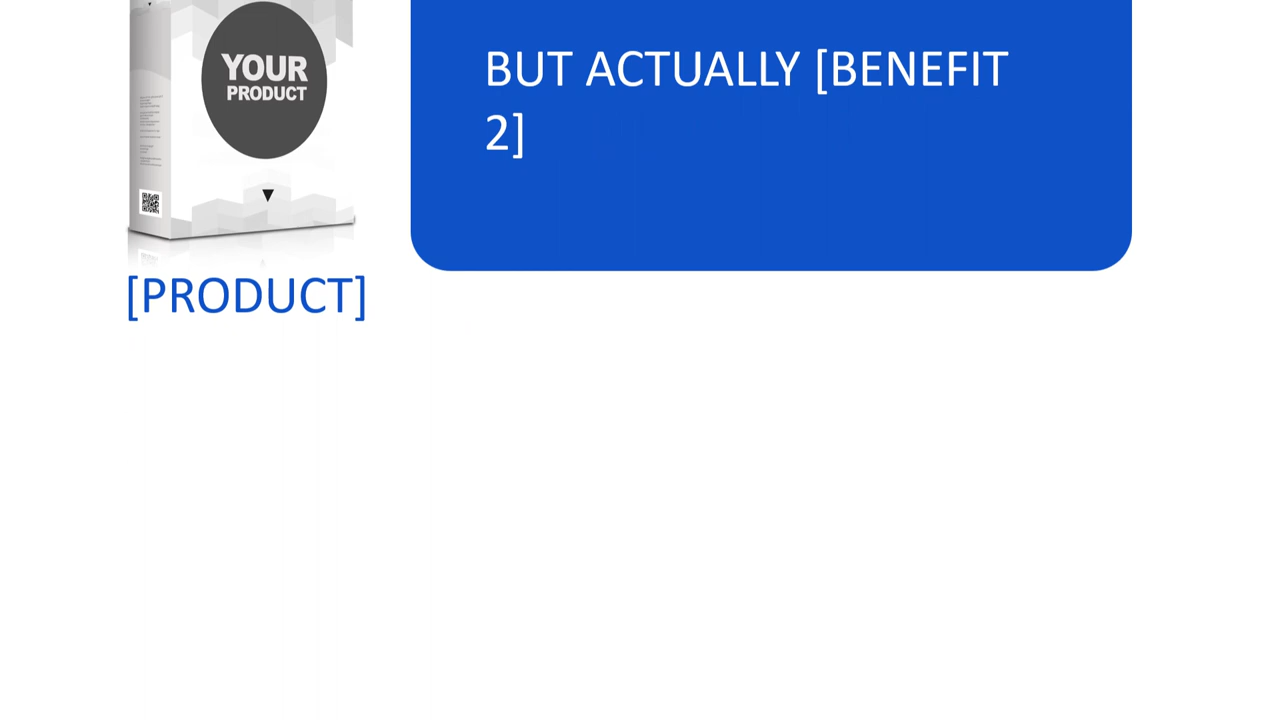 YOUR
PRODUCT
[PRODUCT]
BUT ACTUALLY [BENEFIT
2]